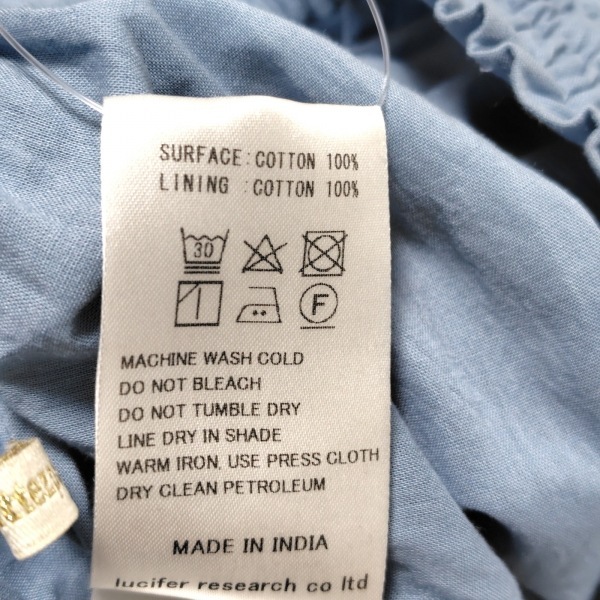 SURFACE:COTTON 100%
LINING :COTTON 100%
30
F
MACHINE WASH COLD
DO NOT BLEACH
DO NOT TUMBLE DRY
LINE DRY IN SHADE
WARM IRON, USE PRESS CLOTH
DRY CLEAN PETROLEUM
MADE IN INDIA
lucifer research co ltd